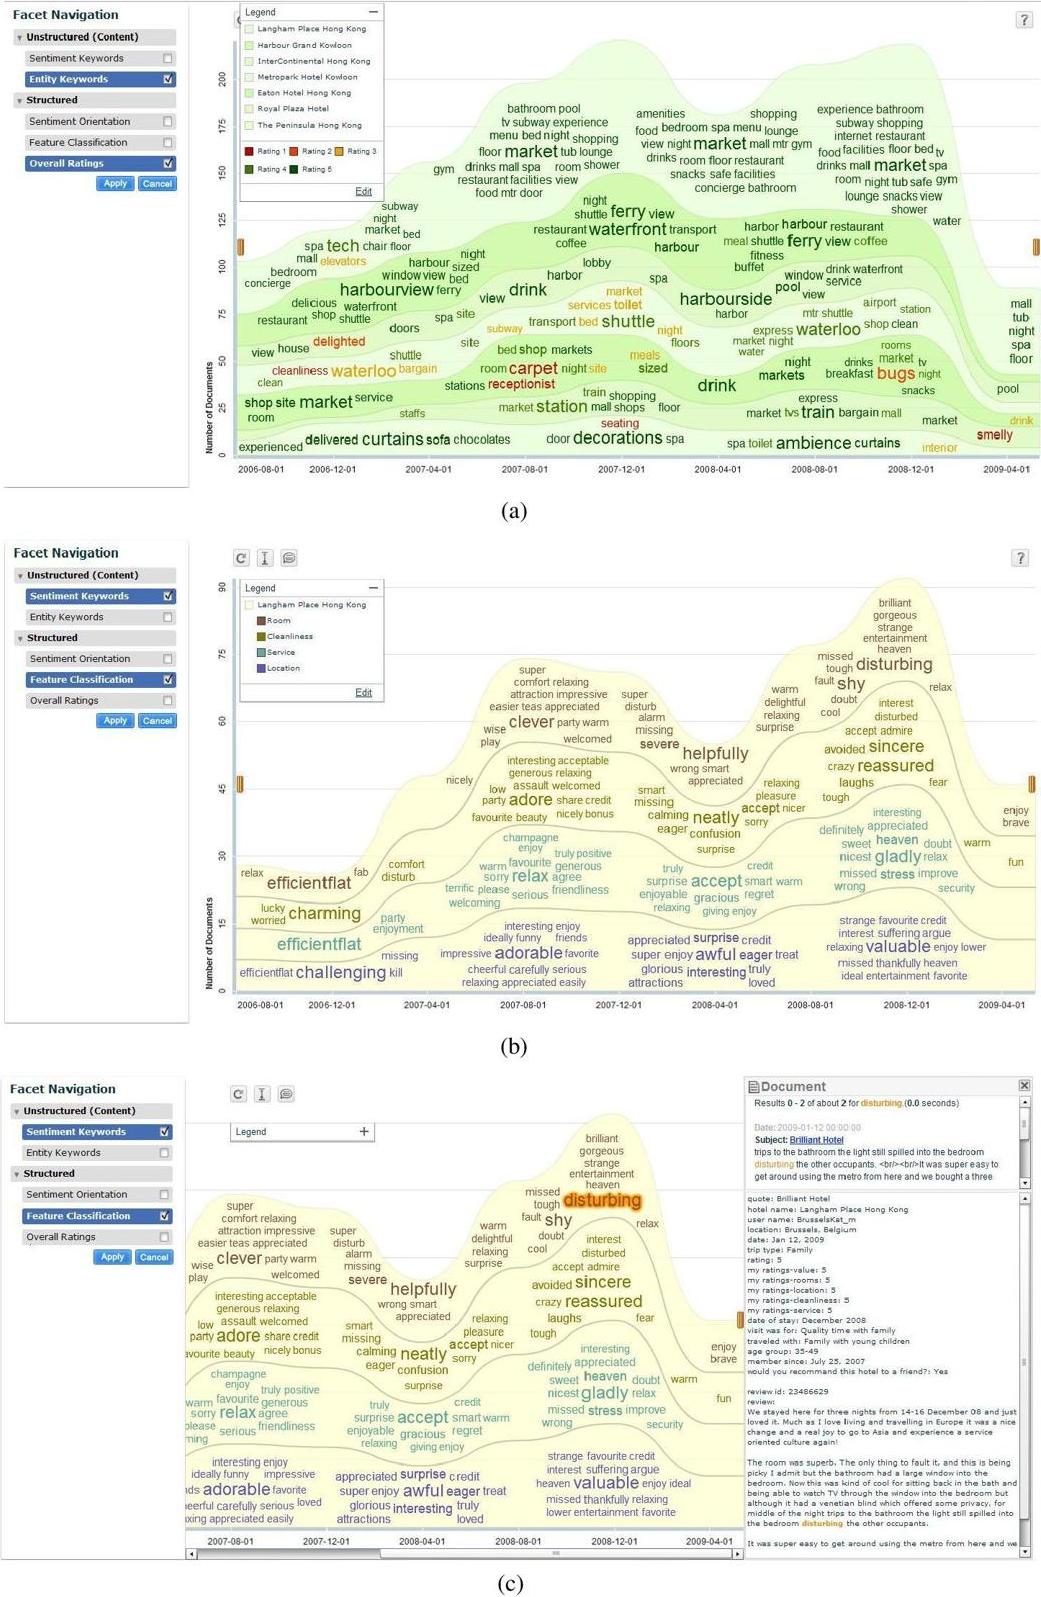 Facet Navigation
Unstructured (Content)
Sentiment Keywords
Entity Keywords
Structured
Sentiment Orientation
Feature Classification
Overall Ratings
Apply Cancel
Legend
Langham Place Hong Kong
Harbour Grand Kowloon
InterContinental Hong Kong
Metropark Hotel Kowloon
Eaton Hotel Hong Kong
Royal Plaza Hotel
The Peninsula Hong Kong
Rating 1 Rating 2 Rating 3
Rating 4 Rating 5
Edit
?
Number of Documents
0 25 50 75 100 125 150 175 200
bathroom pool
tv subway experience
menu bed night shopping
floor market tub lounge
gym drinks mall spa room shower
restaurant facilities view
food mtr door
amenities shopping
food bedroom spa menu lounge
view night market mall mtr gym
drinks room floor restaurant
snacks safe facilities
concierge bathroom
experience bathroom
subway shopping
internet restaurant
food facilities floor bed tv
drinks mall market spa
room night tub safe gym
lounge snacks view
shower
water
subway
night
market bed
spa tech chair floor
mall elevators
bedroom
concierge
night
shuttle ferry view
restaurant waterfront transport
coffee harbour
harbor harbour restaurant
meal shuttle ferry view coffee
fitness
buffet
night
harbour sized
window view bed
harbourview ferry
delicious waterfront
restaurant shop shuttle
lobby
harbor spa
view drink
market
services toilet
harbourside
harbor
window drink waterfront
pool service
view
airport
mall
tub
night
spa
floor
doors spa site
subway transport bed shuttle night
floors
mtr shuttle station
express waterloo shop clean
market night
water
view house delighted
site
shuttle
cleanliness waterloo bargain
clean
bed shop markets meals
room carpet night site sized
stations receptionist
drink
night
markets
rooms
drinks market tv
breakfast bugs night
snacks
pool
shop site market service
room staffs
train shopping
market station mall shops floor
seating
express
market tvs train bargain mall
market drink
smelly
experienced delivered curtains sofa chocolates
door decorations spa
spa toilet ambience curtains
interior
2006-08-01 2006-12-01 2007-04-01 2007-08-01 2007-12-01 2008-04-01 2008-08-01 2008-12-01 2009-04-01
(a)
Facet Navigation
Unstructured (Content)
Sentiment Keywords
Entity Keywords
Structured
Sentiment Orientation
Feature Classification
Overall Ratings
Apply Cancel
Legend
Langham Place Hong Kong
Room
Cleanliness
Service
Location
Edit
?
Number of Documents
0 15 30 45 60 75 90
super
comfort relaxing
attraction impressive
easier teas appreciated
clever party warm
wise
play welcomed
super
disturb
alarm
missing
severe
helpfully
wrong smart
appreciated
warm
delightful
relaxing
surprise
brilliant
gorgeous
strange
entertainment
heaven
missed
tough disturbing
fault shy
doubt
cool
relax
nicely
interesting acceptable
generous relaxing
low assault welcomed
party adore share credit
favourite beauty nicely bonus
smart
missing
calming neatly
eager confusion
surprise
relaxing
pleasure
accept nicer
sorry
interest
disturbed
accept admire
avoided sincere
crazy reassured
laughs fear
tough
enjoy
brave
relax efficientflat fab
comfort
disturb
lucky
worried charming
champagne
enjoy truly positive
warm favourite generous
sorry relax agree
terrific please serious friendliness
welcoming
truly credit
surprise accept smart warm
enjoyable gracious regret
relaxing giving enjoy
interesting
definitely appreciated
sweet heaven doubt
nicest gladly relax
missed stress improve
wrong security
warm
fun
party
enjoyment
efficientflat
missing
efficientflat challenging kill
interesting enjoy
ideally funny friends
impressive adorable favorite
cheerful carefully serious
relaxing appreciated easily
appreciated surprise credit
super enjoy awful eager treat
glorious interesting truly
attractions loved
strange favourite credit
interest suffering argue
relaxing valuable enjoy lower
missed thankfully heaven
ideal entertainment favorite
2006-08-01 2006-12-01 2007-04-01 2007-08-01 2007-12-01 2008-04-01 2008-08-01 2008-12-01 2009-04-01
(b)
Facet Navigation
Unstructured (Content)
Sentiment Keywords
Entity Keywords
Structured
Sentiment Orientation
Feature Classification
Overall Ratings
Apply Cancel
Legend
super
comfort relaxing
attraction impressive
easier teas appreciated
clever party warm
wise
play welcomed
super
disturb
alarm
missing
severe
helpfully
wrong smart
appreciated
warm
delightful
relaxing
surprise
brilliant
gorgeous
strange
entertainment
heaven
missed
tough disturbing
fault shy
doubt
cool
relax
interesting acceptable
generous relaxing
low assault welcomed
party adore share credit
avourite beauty nicely bonus
smart
missing
calming neatly
eager confusion
surprise
relaxing
pleasure
accept nicer
sorry
interest
disturbed
accept admire
avoided sincere
crazy reassured
laughs fear
tough
enjoy
brave
champagne
enjoy truly positive
warm favourite generous
sorry relax agree
please serious friendliness
ming
truly credit
surprise accept smart warm
enjoyable gracious regret
relaxing giving enjoy
interesting
definitely appreciated
sweet heaven doubt
nicest gladly relax
missed stress improve
wrong security
warm
fun
interesting enjoy
ideally funny impressive
ds adorable favorite
eerful carefully serious loved
xing appreciated easily
appreciated surprise credit
super enjoy awful eager treat
glorious interesting truly
attractions loved
strange favourite credit
interest suffering argue
heaven valuable enjoy ideal
missed thankfully relaxing
lower entertainment favorite
2007-08-01 2007-12-01 2008-04-01 2008-08-01 2008-12-01 2009-04-01
Document
Results 0 - 2 of about 2 for disturbing.(0.0 seconds)
Date: 2009-01-12 00:00:00
Subject: Brilliant Hotel
trips to the bathroom the light still spilled into the bedroom
disturbing the other occupants. <br/><br/>It was super easy to
get around using the metro from here and we bought a three
quote: Brilliant Hotel
hotel name: Langham Place Hong Kong
user name: BrusselsKat_m
location: Brussels, Belgium
date: Jan 12, 2009
trip type: Family
rating: 5
my ratings-value: 5
my ratings-rooms: 5
my ratings-location: 5
my ratings-cleanliness: 5
my ratings-service: 5
date of stay: December 2008
visit was for: Quality time with family
traveled with: Family with young children
age group: 35-49
member since: July 25, 2007
would you recommend this hotel to a friend?: Yes
review id: 23486629
review:
We stayed here for three nights from 14-16 December 08 and just
loved it. Much as I love living and travelling in Europe it was a nice
change and a real joy to go to Asia and experience a service
oriented culture again!
The room was superb. The only thing to fault it, and this is being
picky I admit but the bathroom had a large window into the
bedroom. Now this was kind of cool for sitting back in the bath and
being able to watch TV through the window into the bedroom but
although it had a venetian blind which offered some privacy, for
middle of the night trips to the bathroom the light still spilled into
the bedroom disturbing the other occupants.
It was super easy to get around using the metro from here and we
(c)